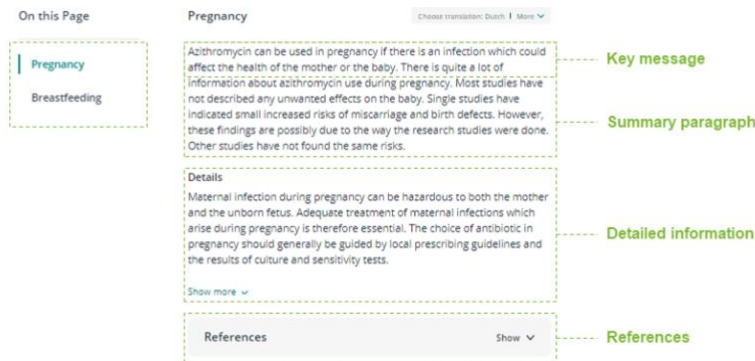 On this Page
Pregnancy
Breastfeeding
Pregnancy
Choose translation: Dutch | More
Azithromycin can be used in pregnancy if there is an infection which could
affect the health of the mother or the baby. There is quite a lot of
information about azithromycin use during pregnancy. Most studies have
not described any unwanted effects on the baby. Single studies have
indicated small increased risks of miscarriage and birth defects. However,
these findings are possibly due to the way the research studies were done.
Other studies have not found the same risks.
Details
Maternal infection during pregnancy can be hazardous to both the mother
and the unborn fetus. Adequate treatment of maternal infections which
arise during pregnancy is therefore essential. The choice of antibiotic in
pregnancy should generally be guided by local prescribing guidelines and
the results of culture and sensitivity tests.
Show more
References
Show
Key message
Summary paragraph
Detailed information
References